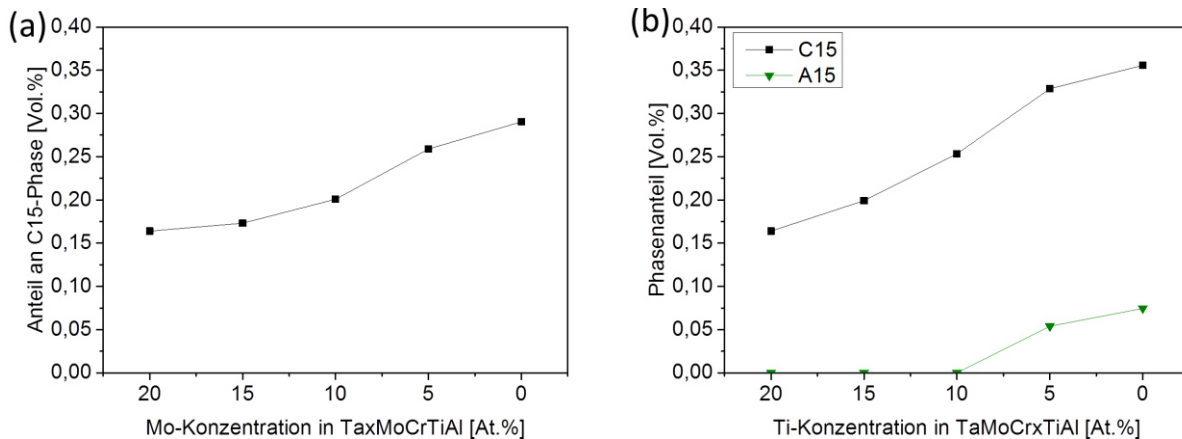 (a)
0,40
0,35
0,30
0,25
0,20
0,15
0,10
0,05
0,00
Anteil an C15-Phase [Vol.%]
20 15 10 5 0
Mo-Konzentration in TaxMoCrTiAl [At.%]
(b)
C15
A15
0,40
0,35
0,30
0,25
0,20
0,15
0,10
0,05
0,00
Phasenanteil [Vol.%]
20 15 10 5 0
Ti-Konzentration in TaMoCrxTiAl [At.%]